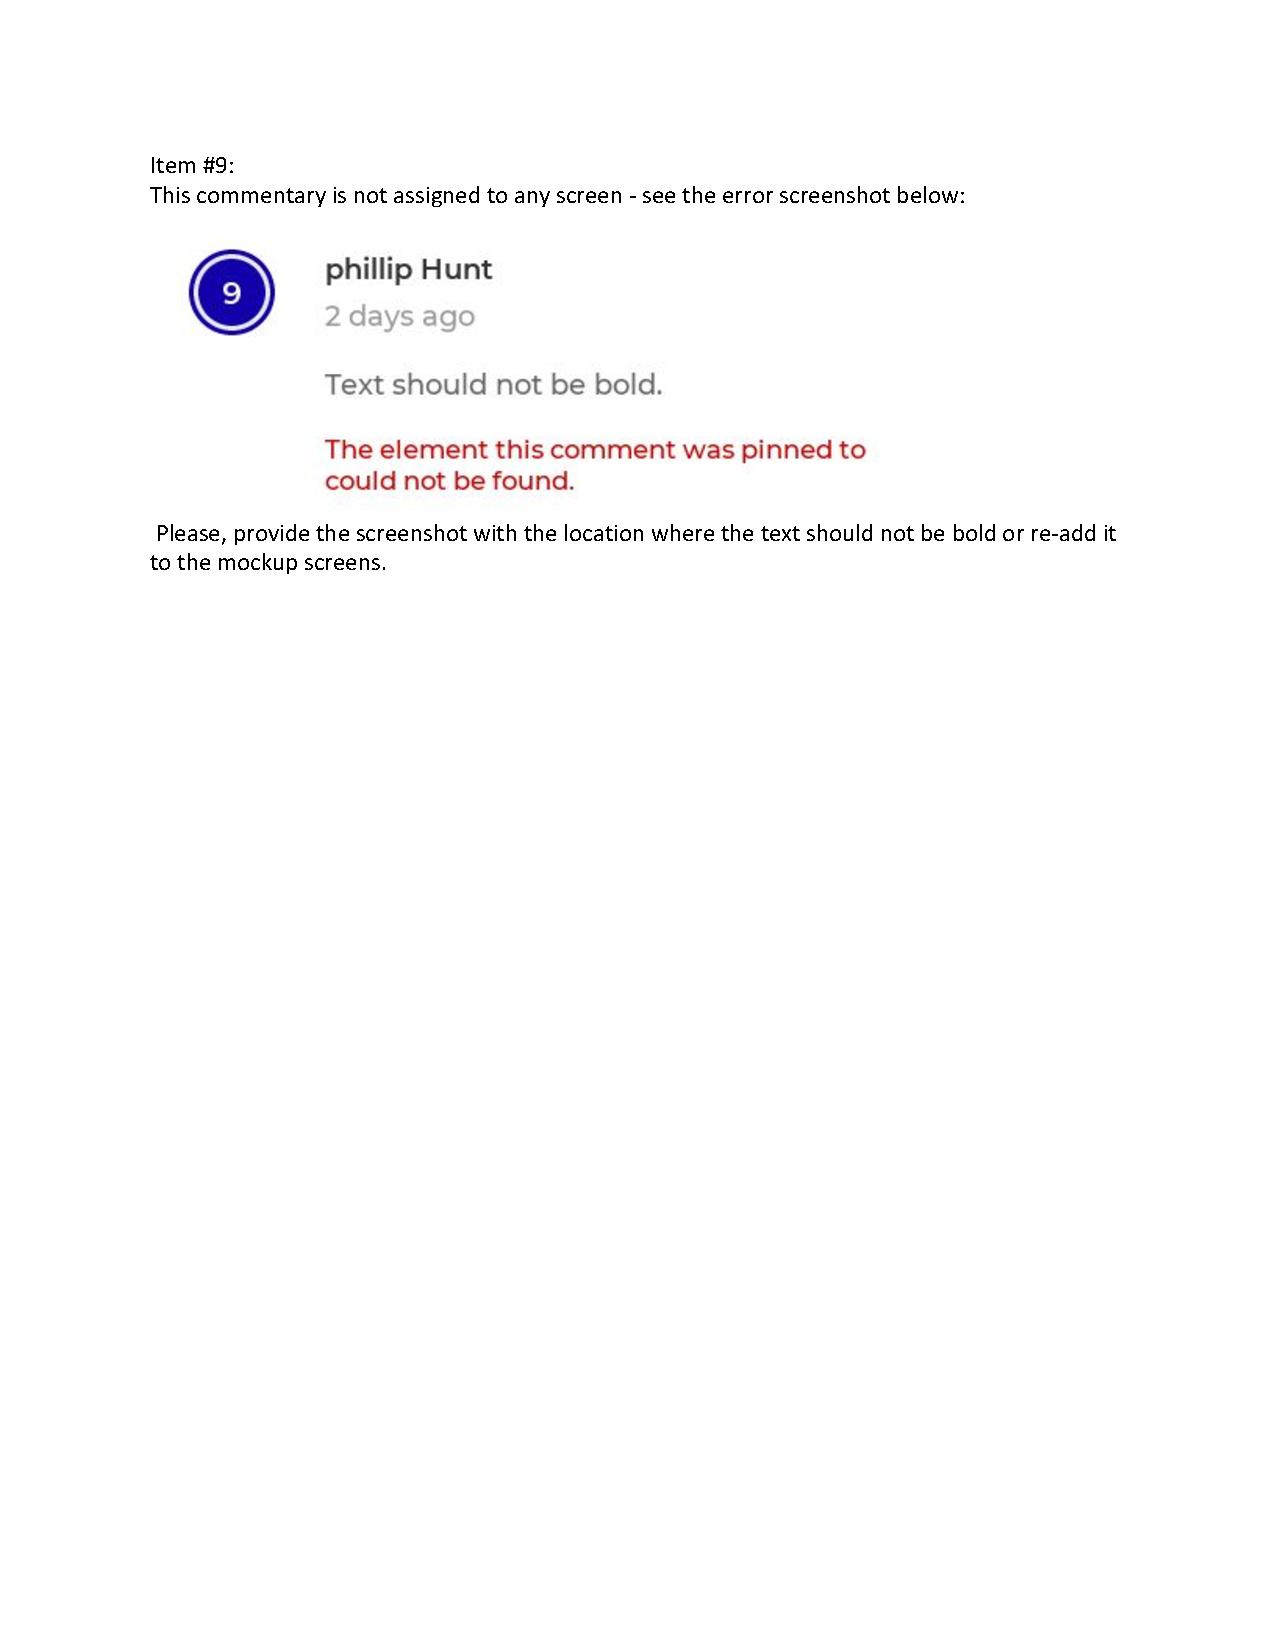 Item #9:
This commentary is not assigned to any screen - see the error screenshot below:
9
phillip Hunt
2 days ago
Text should not be bold.
The element this comment was pinned to
could not be found.
Please, provide the screenshot with the location where the text should not be bold or re-add it
to the mockup screens.